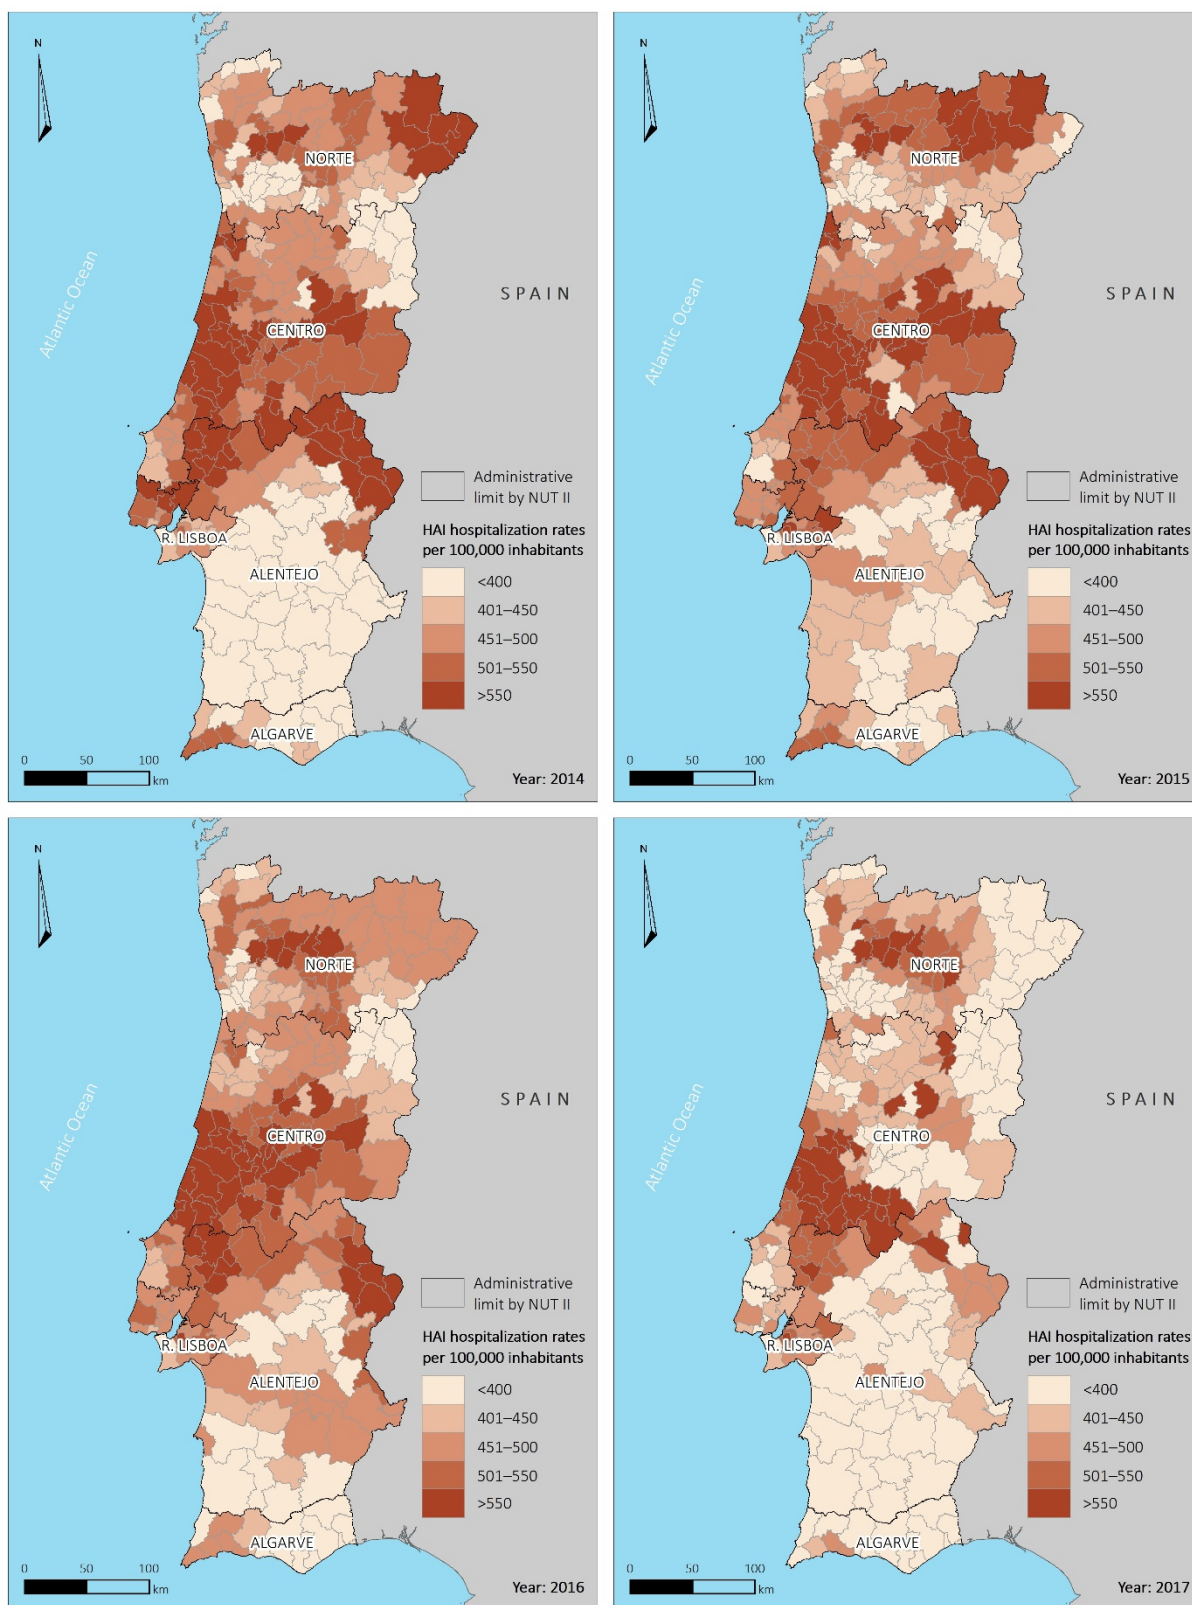 N
Atlantic Ocean
NORTE
SPAIN
CENTRO
R. LISBOA
ALENTEJO
ALGARVE
Administrative
limit by NUT II
HAI hospitalization rates
per 100,000 inhabitants
<400
401–450
451–500
501–550
>550
0 50 100
km
Year: 2014
N
Atlantic Ocean
NORTE
SPAIN
CENTRO
R. LISBOA
ALENTEJO
ALGARVE
Administrative
limit by NUT II
HAI hospitalization rates
per 100,000 inhabitants
<400
401–450
451–500
501–550
>550
0 50 100
km
Year: 2015
N
Atlantic Ocean
NORTE
SPAIN
CENTRO
R. LISBOA
ALENTEJO
ALGARVE
Administrative
limit by NUT II
HAI hospitalization rates
per 100,000 inhabitants
<400
401–450
451–500
501–550
>550
0 50 100
km
Year: 2016
N
Atlantic Ocean
NORTE
SPAIN
CENTRO
R. LISBOA
ALENTEJO
ALGARVE
Administrative
limit by NUT II
HAI hospitalization rates
per 100,000 inhabitants
<400
401–450
451–500
501–550
>550
0 50 100
km
Year: 2017